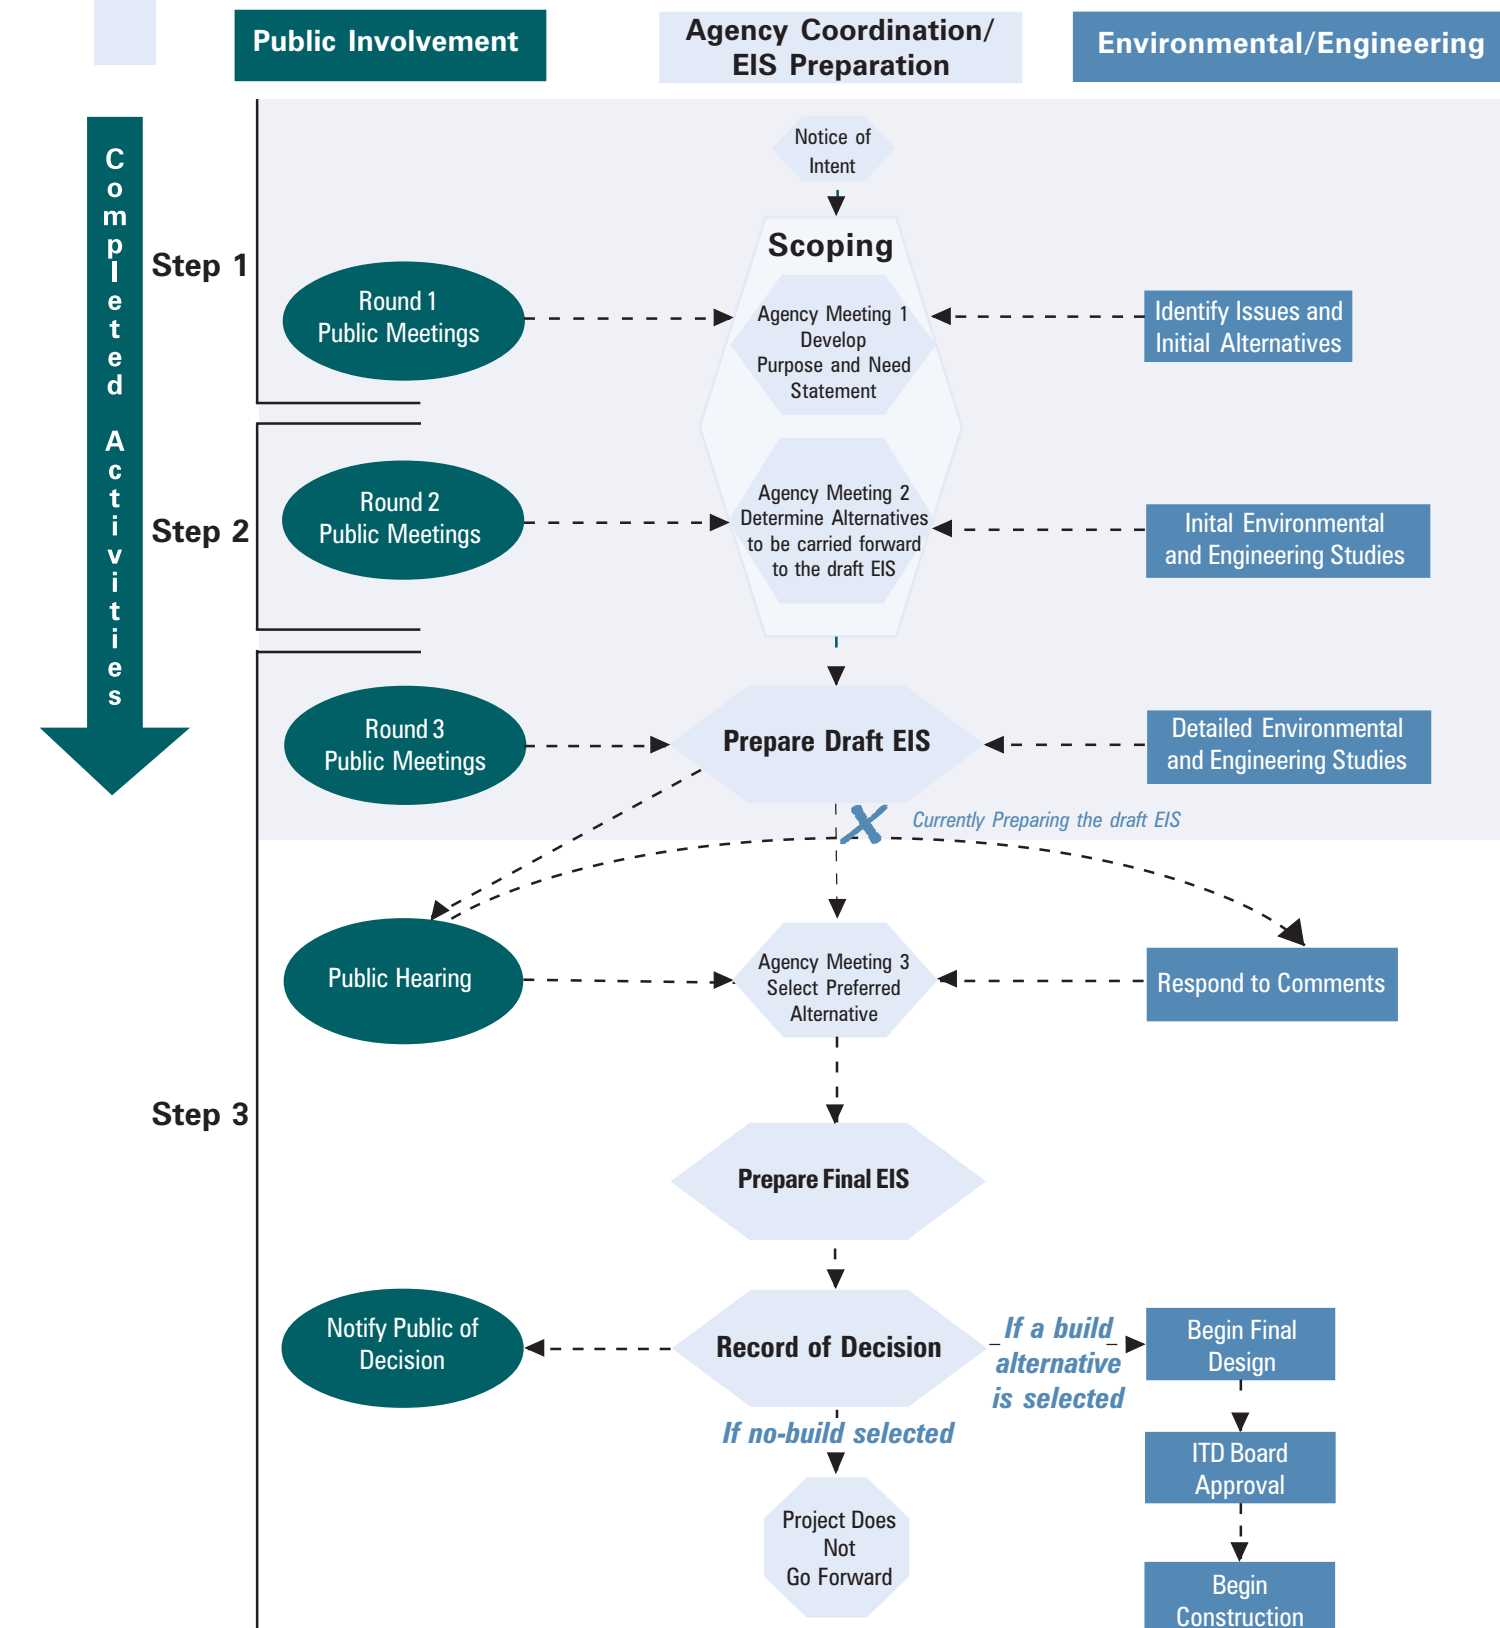 Public Involvement
Agency Coordination/
EIS Preparation
Environmental/Engineering
Completed Activities
Step 1
Notice of
Intent
Scoping
Round 1
Public Meetings
Agency Meeting 1
Develop
Purpose and Need
Statement
Identify Issues and
Initial Alternatives
Step 2
Round 2
Public Meetings
Agency Meeting 2
Determine Alternatives
to be carried forward
to the draft EIS
Inital Environmental
and Engineering Studies
Round 3
Public Meetings
Prepare Draft EIS
Detailed Environmental
and Engineering Studies
X
Currently Preparing the draft EIS
Public Hearing
Agency Meeting 3
Select Preferred
Alternative
Respond to Comments
Step 3
Prepare Final EIS
Notify Public of
Decision
Record of Decision
If a build
alternative
is selected
Begin Final
Design
If no-build selected
ITD Board
Approval
Project Does
Not
Go Forward
Begin
Construction